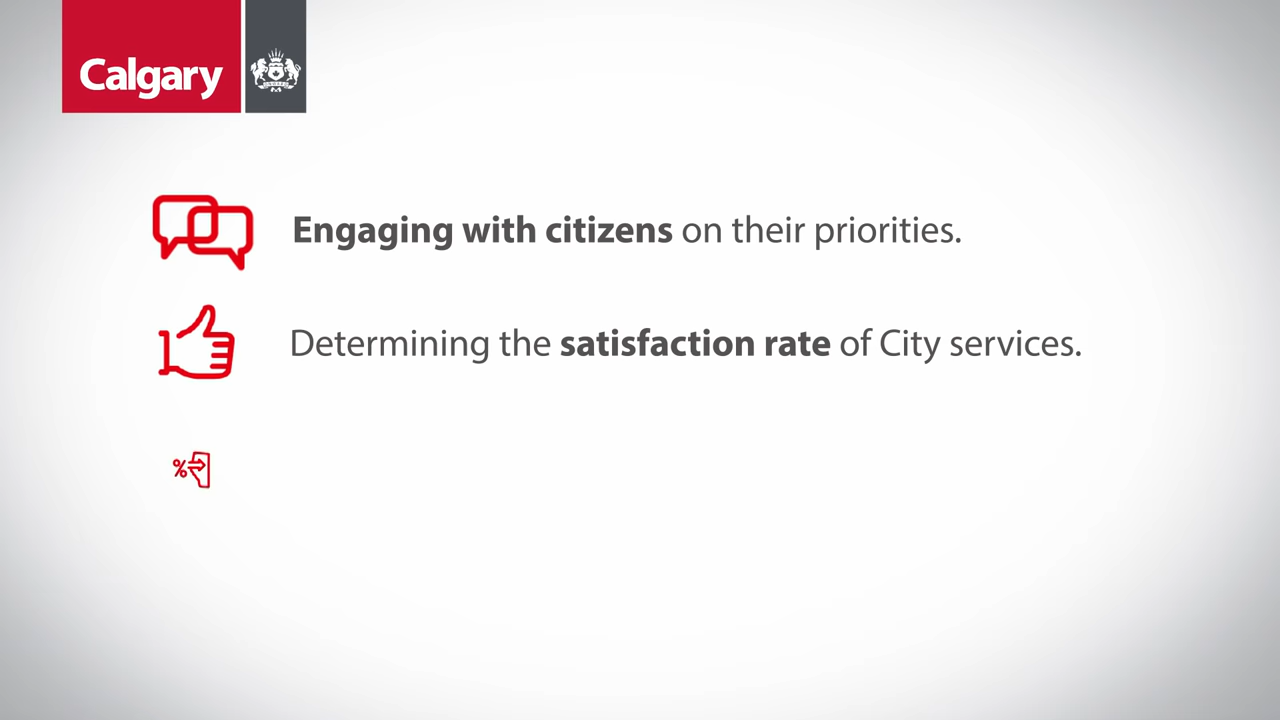 Calgary
Engaging with citizens on their priorities.
Determining the satisfaction rate of City services.
%